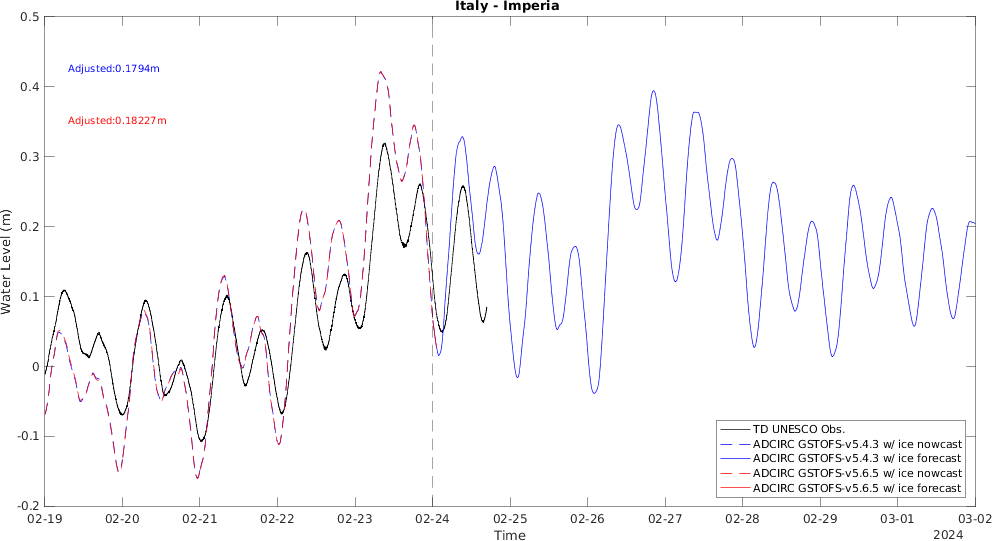 Italy - Imperia
Adjusted:0.1794m
Adjusted:0.18227m
Water Level (m)
0.5
0.4
0.3
0.2
0.1
0
-0.1
-0.2
TD UNESCO Obs.
ADCIRC GSTOFS-v5.4.3 w/ ice nowcast
ADCIRC GSTOFS-v5.4.3 w/ ice forecast
ADCIRC GSTOFS-v5.6.5 w/ ice nowcast
ADCIRC GSTOFS-v5.6.5 w/ ice forecast
02-19 02-20 02-21 02-22 02-23 02-24 02-25 02-26 02-27 02-28 02-29 03-01 03-02
Time
2024